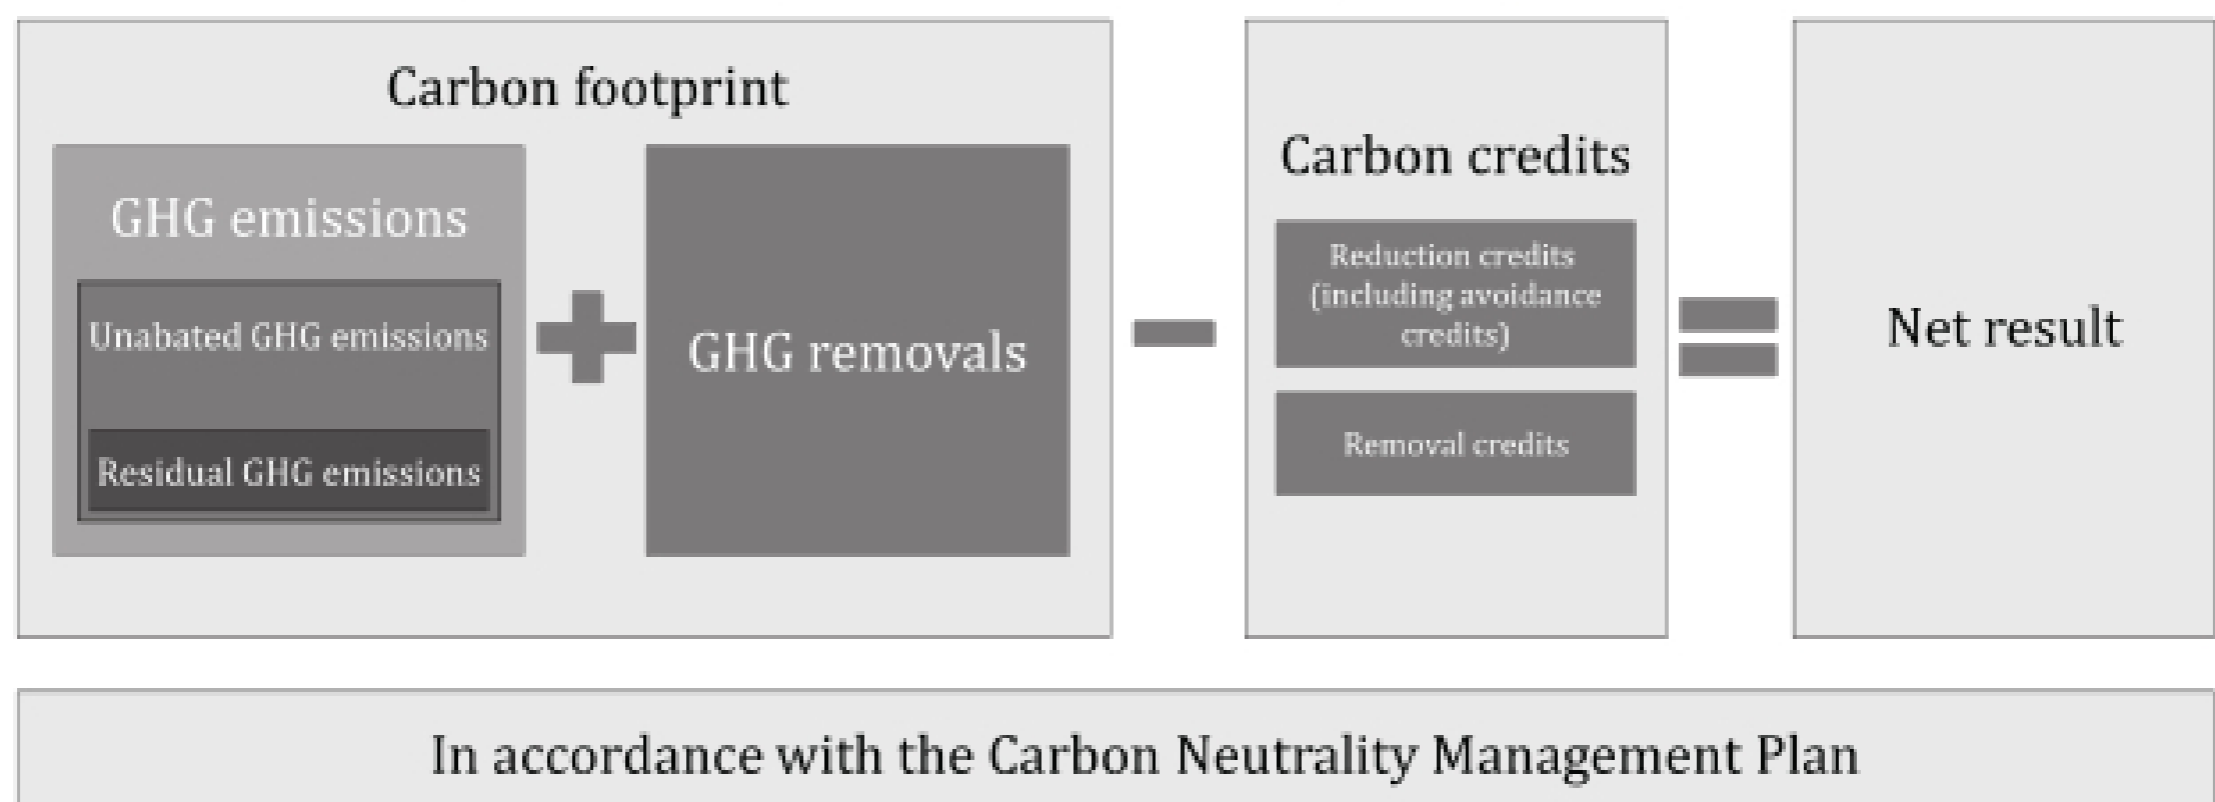 Carbon footprint
GHG emissions
Unabated GHG emissions
Residual GHG emissions
+
GHG removals
−
Carbon credits
Reduction credits
(including avoidance
credits)
Removal credits
=
Net result
In accordance with the Carbon Neutrality Management Plan